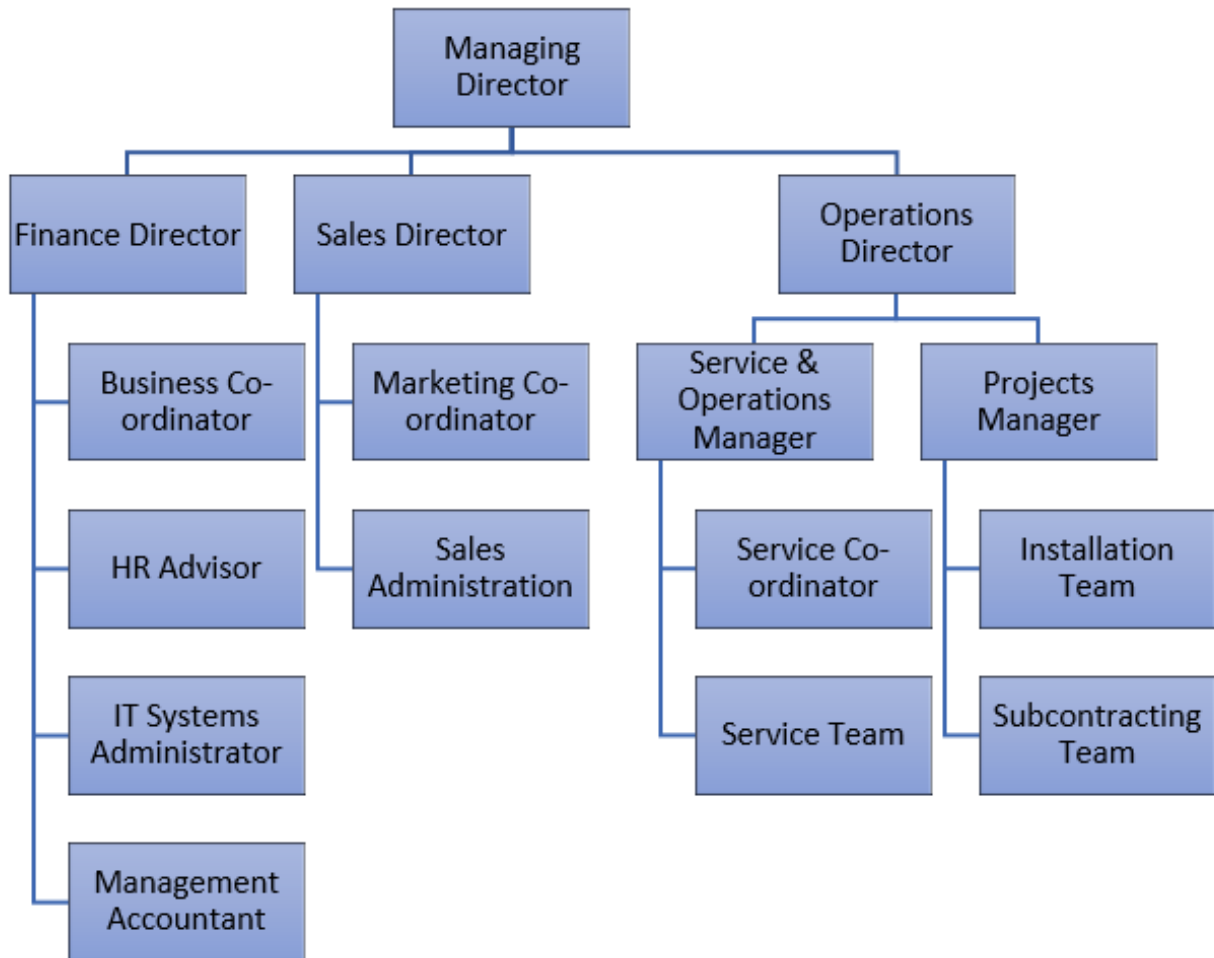 Managing
Director
Finance Director
Sales Director
Operations
Director
Business Co-
ordinator
Marketing Co-
ordinator
Service &
Operations
Manager
Projects
Manager
HR Advisor
Sales
Administration
Service Co-
ordinator
Installation
Team
IT Systems
Administrator
Service Team
Subcontracting
Team
Management
Accountant